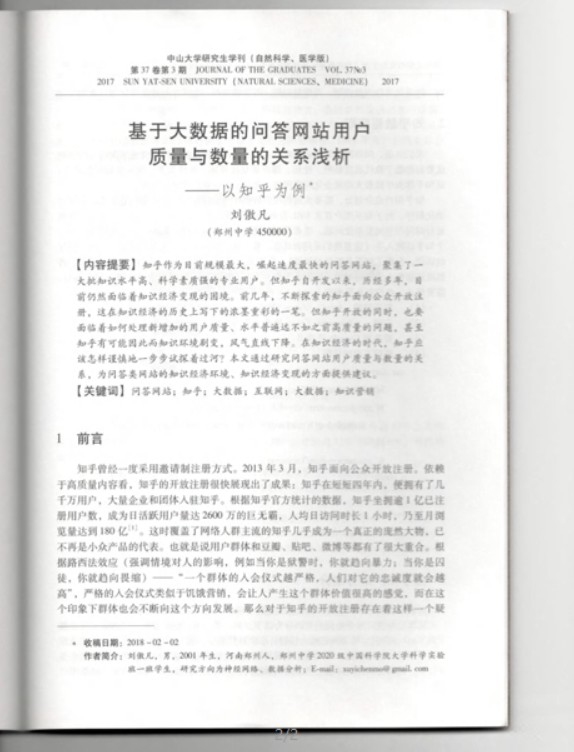 中山大学研究生学刊（自然科学、医学版）
第 37 卷第 3 期 JOURNAL OF THE GRADUATES VOL. 37№3
2017 SUN YAT-SEN UNIVERSITY (NATURAL SCIENCES、MEDICINE) 2017
基于大数据的问答网站用户
质量与数量的关系浅析
——以知乎为例*
刘傲凡
（郑州中学 450000）
【内容提要】知乎作为目前规模最大，崛起速度最快的问答网站，聚集了一
大批知识水平高、科学素质强的专业用户。但知乎自开发以来，历经多年，目
前仍然面临着知识经济变现的困境。前几年，不断探索的知乎面向公众开放注
册，这在知识经济的历史上写下的浓墨重彩的一笔。但知乎开放的同时，也要
面临着如何处理新增加的用户质量、水平普遍远不如之前高质量的问题，甚至
知乎有可能因此而知识环境剧变，风气直线下降。在知识经济的时代，知乎应
该怎样谨慎地一步步试探着过河？本文通过研究问答网站用户质量与数量的关
系，为问答类网站的知识经济环境、知识经济变现的方面提供建议。
【关键词】问答网站；知乎；大数据；互联网；大数据；知识营销
1 前言
知乎曾经一度采用邀请制注册方式。2013 年 3 月，知乎面向公众开放注册。依赖
于高质量内容看，知乎的开放注册很快展现出了成果：知乎在短短四年内，便拥有了几
千万用户，大量企业和团体入驻知乎。根据知乎官方统计的数据，知乎坐拥逾 1 亿已注
册用户数，成为日活跃用户量达 2600 万的巨无霸，人均日访问时长 1 小时，乃至月浏
览量达到 180 亿[1]。这时覆盖了网络人群主流的知乎几乎成为一个真正的庞然大物，已
不再是小众产品的代表。也就是说用户群体和豆瓣、贴吧、微博等都有了很大重合。根
据路西法效应（强调情境对人的影响，例如当你是狱警时，你就趋向暴力；当你是囚
徒，你就趋向畏缩）——“一个群体的入会仪式越严格，人们对它的忠诚度就会越
高”，严格的入会仪式类似于饥饿营销，会让人产生这个群体价值很高的感觉，而在这
个印象下群体也会不断向这个方向发展。那么对于知乎的开放注册存在着这样一个疑
* 收稿日期：2018－02－02
作者简介：刘傲凡，男，2001 年生，河南郑州人，郑州中学 2020 级中国科学院大学科学实验
班一班学生，研究方向为神经网络、数据分析；E-mail：@gmail.com
2/2